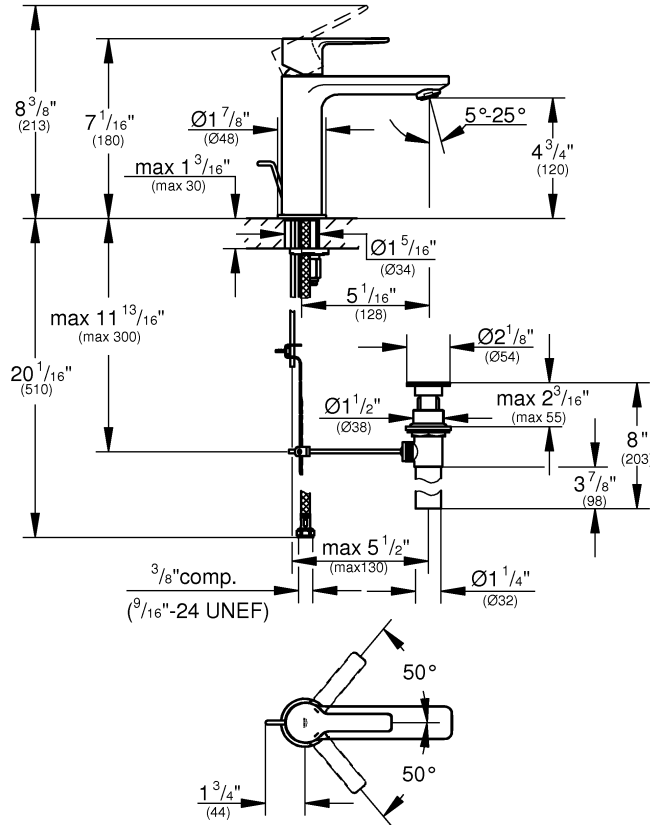 8 3/8"
(213)
7 1/16"
(180)
Ø1 7/8"
(Ø48)
5°-25°
4 3/4"
(120)
max 1 3/16"
(max 30)
Ø1 5/16"
(Ø34)
5 1/16"
(128)
max 11 13/16"
(max 300)
20 1/16"
(510)
Ø2 1/8"
(Ø54)
max 2 3/16"
(max 55)
Ø1 1/2"
(Ø38)
8"
(203)
3 7/8"
(98)
max 5 1/2"
(max130)
3/8"comp.
(9/16"-24 UNEF)
Ø1 1/4"
(Ø32)
50°
50°
1 3/4"
(44)